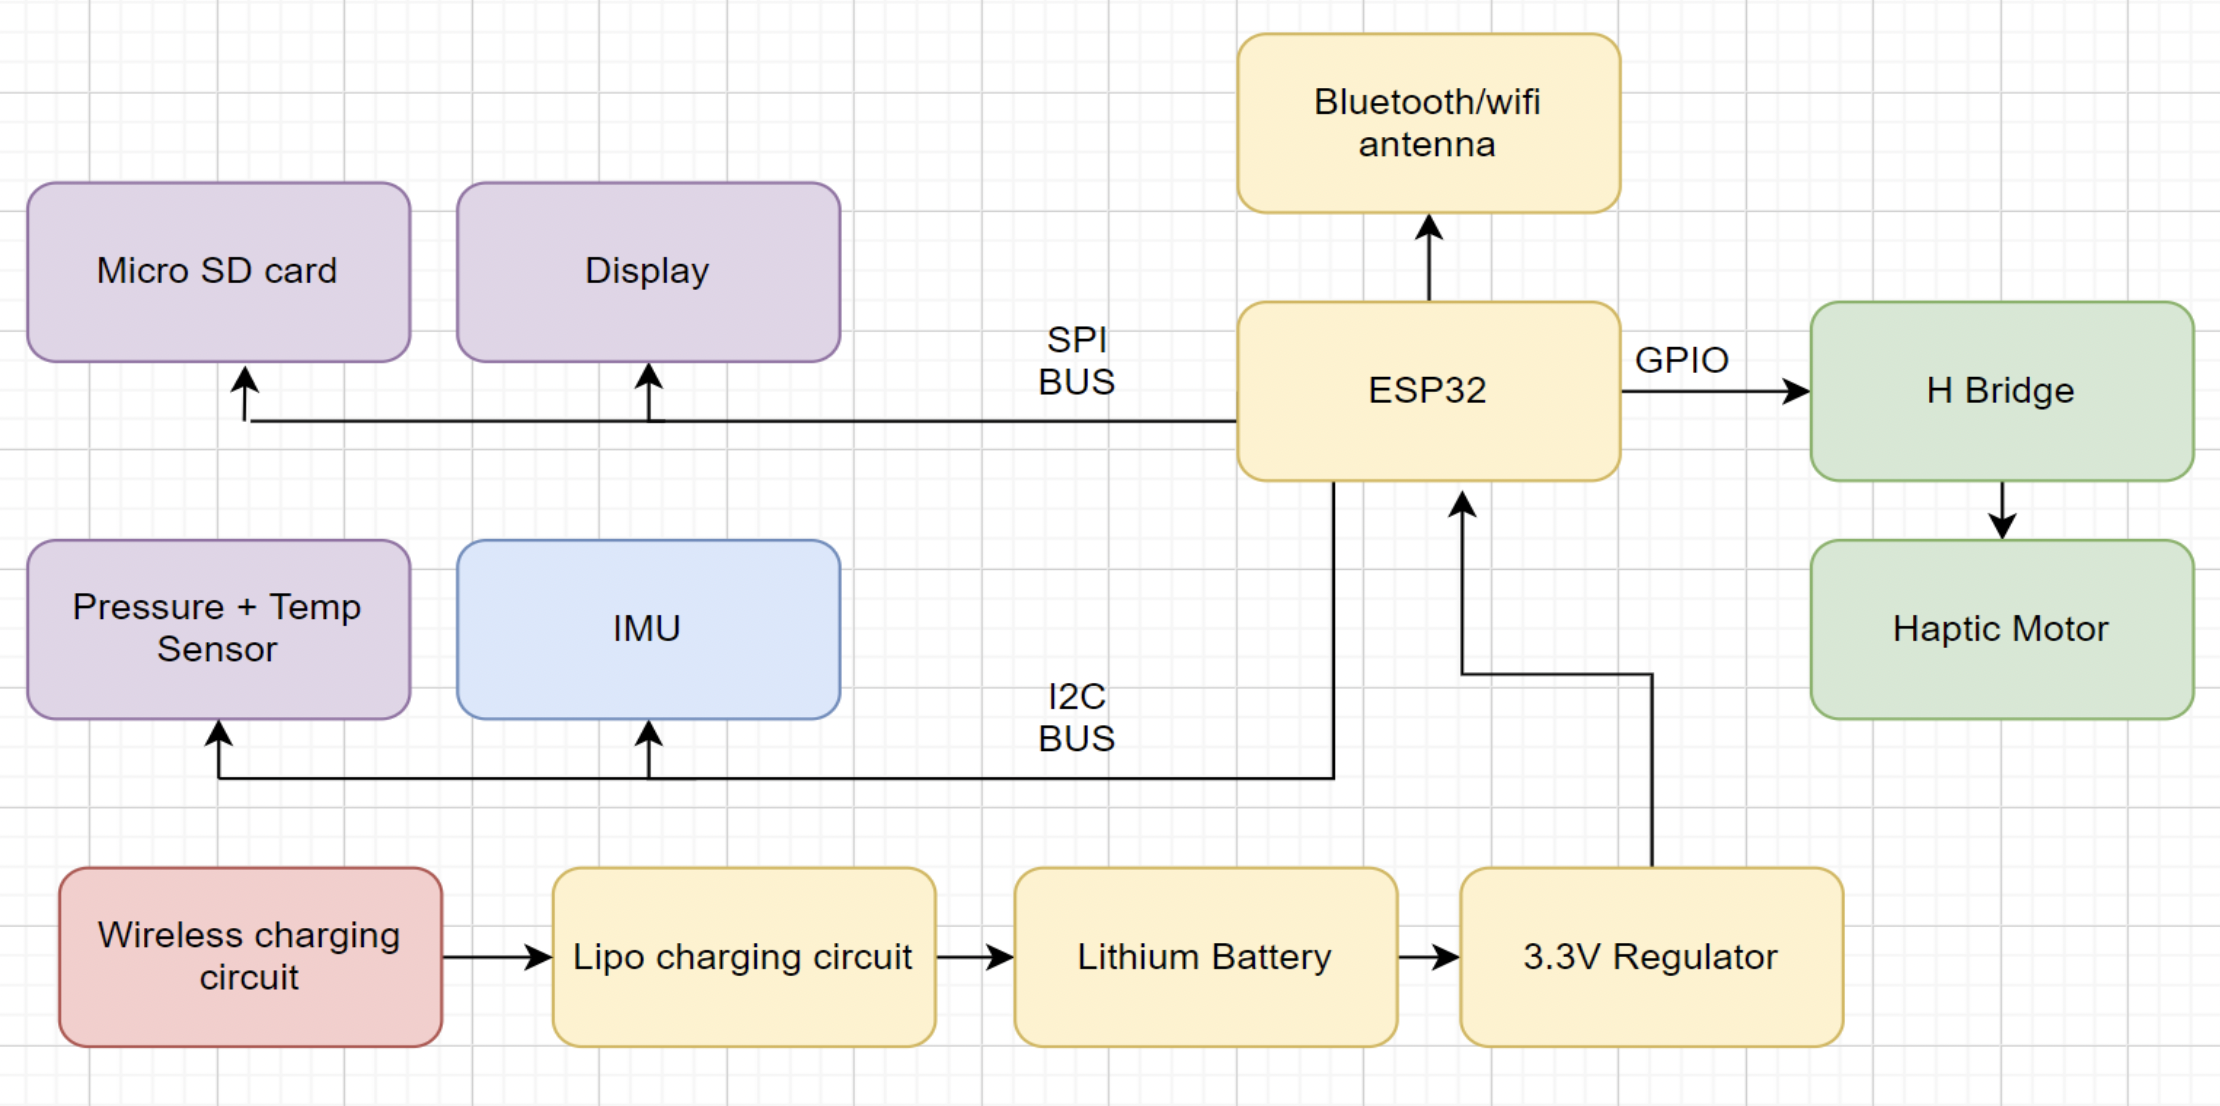 Bluetooth/wifi
antenna
Micro SD card
Display
SPI
BUS
ESP32
GPIO
H Bridge
Pressure + Temp
Sensor
IMU
I2C
BUS
Haptic Motor
Wireless charging
circuit
Lipo charging circuit
Lithium Battery
3.3V Regulator